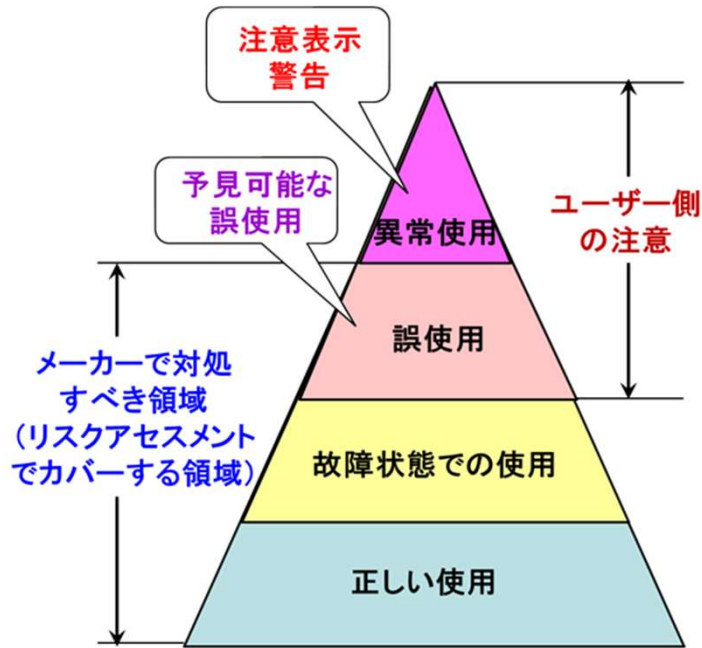 注意表示
警告
予見可能な
誤使用
異常使用
ユーザー側
の注意
誤使用
メーカーで対処
すべき領域
（リスクアセスメント
でカバーする領域）
故障状態での使用
正しい使用